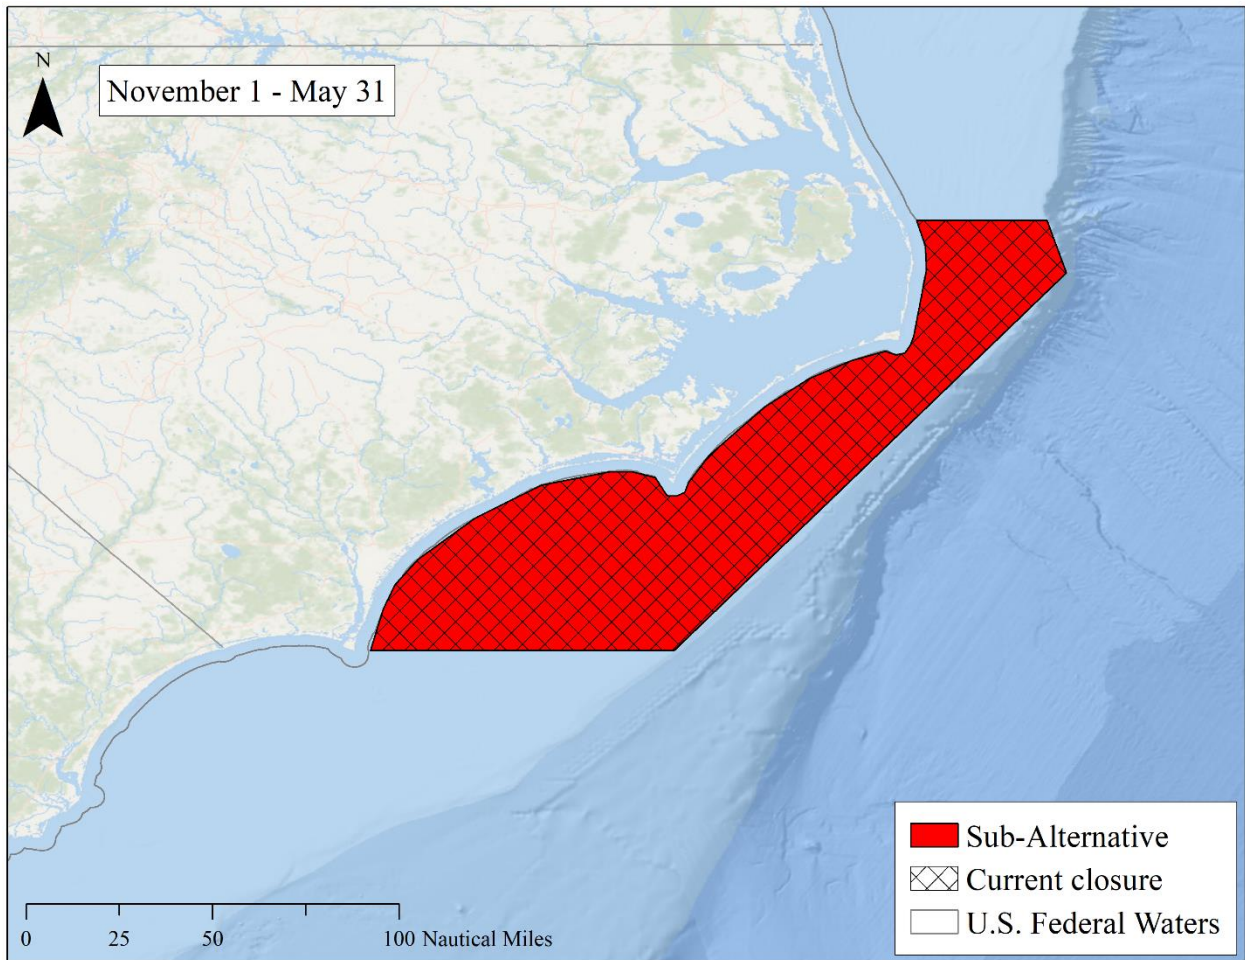 N
November 1 - May 31
Sub-Alternative
Current closure
U.S. Federal Waters
0 25 50 100 Nautical Miles